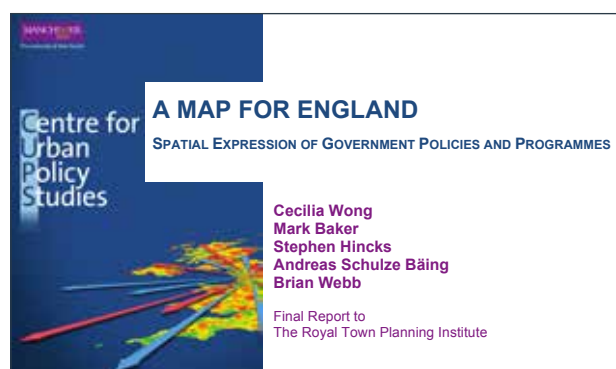 MANCHESTER
Centre for
Urban
Policy
Studies
A MAP FOR ENGLAND
SPATIAL EXPRESSION OF GOVERNMENT POLICIES AND PROGRAMMES
Cecilia Wong
Mark Baker
Stephen Hincks
Andreas Schulze Bäing
Brian Webb
Final Report to
The Royal Town Planning Institute